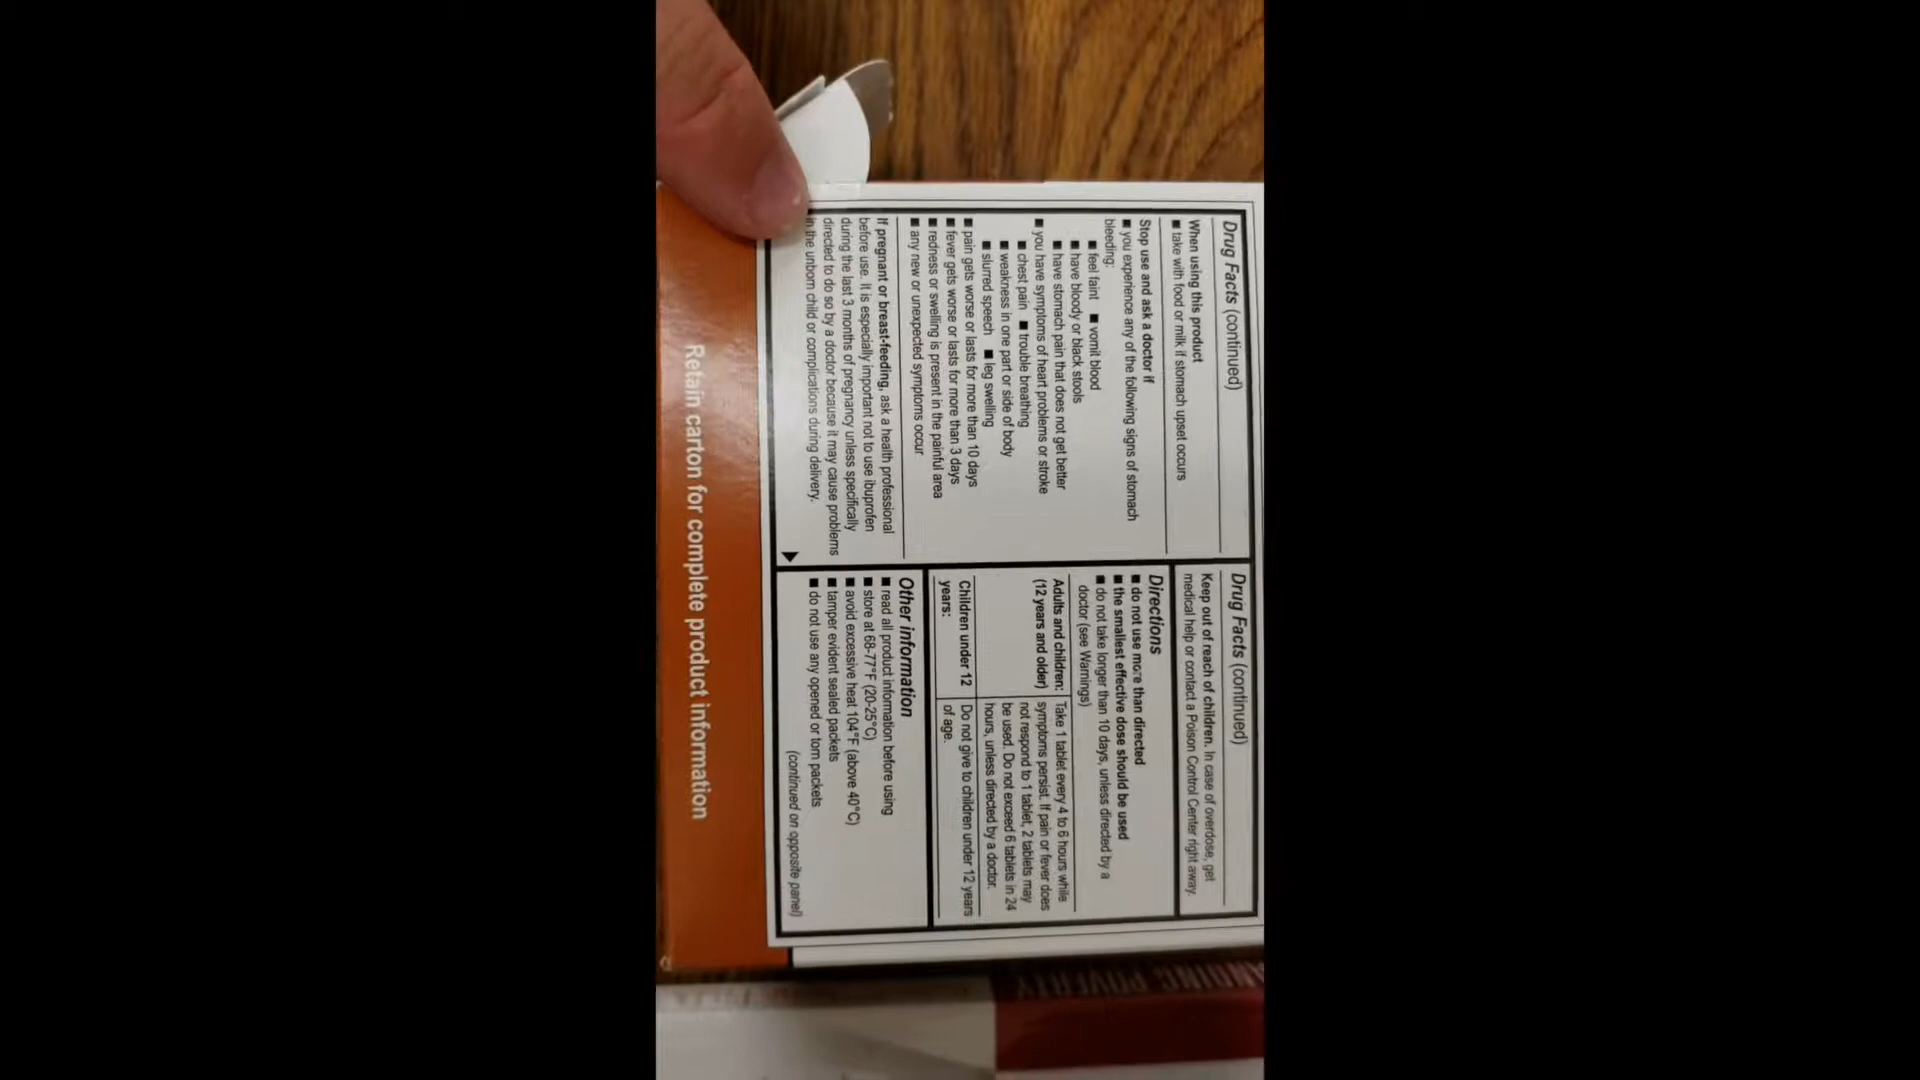 Drug Facts (continued)
When using this product
■ take with food or milk if stomach upset occurs
Stop use and ask a doctor if
■ you experience any of the following signs of stomach
bleeding:
■ feel faint ■ vomit blood
■ have bloody or black stools
■ have stomach pain that does not get better
■ you have symptoms of heart problems or stroke
■ chest pain ■ trouble breathing
■ weakness in one part or side of body
■ slurred speech ■ leg swelling
■ pain gets worse or lasts for more than 10 days
■ fever gets worse or lasts for more than 3 days
■ redness or swelling is present in the painful area
■ any new or unexpected symptoms occur
If pregnant or breast-feeding, ask a health professional
before use. It is especially important not to use ibuprofen
during the last 3 months of pregnancy unless specifically
directed to do so by a doctor because it may cause problems
in the unborn child or complications during delivery.
Drug Facts (continued)
Keep out of reach of children. In case of overdose, get
medical help or contact a Poison Control Center right away.
Directions
■ do not use more than directed
■ the smallest effective dose should be used
■ do not take longer than 10 days, unless directed by a
doctor (see Warnings)
Adults and children:
(12 years and older)
Take 1 tablet every 4 to 6 hours while
symptoms persist. If pain or fever does
not respond to 1 tablet, 2 tablets may
be used. Do not exceed 6 tablets in 24
hours, unless directed by a doctor.
Children under 12
years:
Do not give to children under 12 years
of age.
Other information
■ read all product information before using
■ store at 68-77°F (20-25°C)
■ avoid excessive heat 104°F (above 40°C)
■ tamper evident sealed packets
■ do not use any opened or torn packets
(continued on opposite panel)
Retain carton for complete product information
ANDING POVERTY